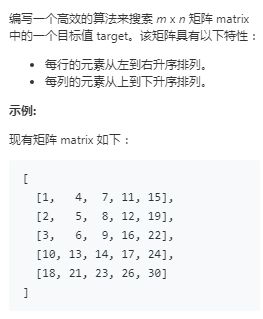 编写一个高效的算法来搜索 m x n 矩阵 matrix
中的一个目标值 target。该矩阵具有以下特性：
• 每行的元素从左到右升序排列。
• 每列的元素从上到下升序排列。
示例:
现有矩阵 matrix 如下：
[
[1,   4,  7, 11, 15],
[2,   5,  8, 12, 19],
[3,   6,  9, 16, 22],
[10, 13, 14, 17, 24],
[18, 21, 23, 26, 30]
]